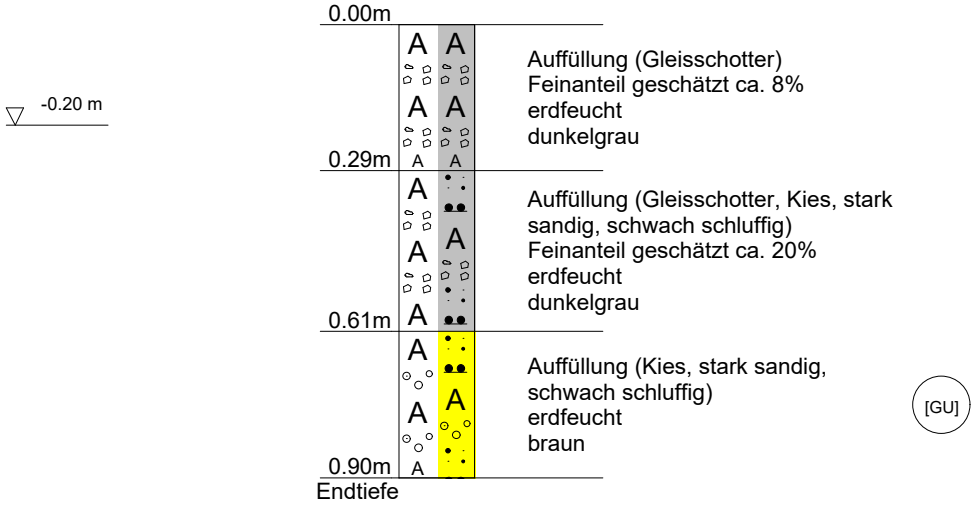 0.00m
-0.20 m
A A
Auffüllung (Gleisschotter)
Feinanteil geschätzt ca. 8%
erdfeucht
dunkelgrau
A A
0.29m
A A
A
Auffüllung (Gleisschotter, Kies, stark
sandig, schwach schluffig)
Feinanteil geschätzt ca. 20%
erdfeucht
dunkelgrau
A
A
A
0.61m
A
Auffüllung (Kies, stark sandig,
schwach schluffig)
erdfeucht
braun
A
A
A
[GU]
0.90m
A
Endtiefe